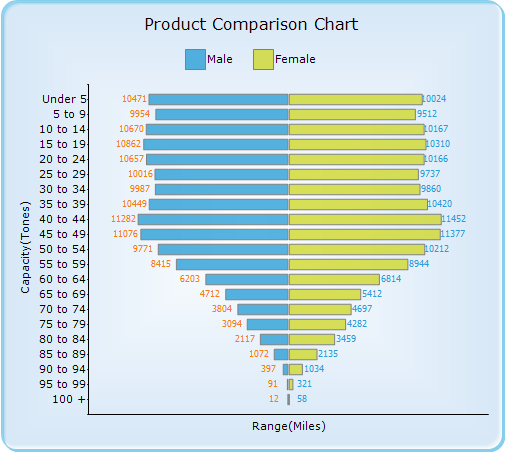 Product Comparison Chart
Male Female
Under 5 10471 10024
5 to 9 9954 9512
10 to 14 10670 10167
15 to 19 10862 10310
20 to 24 10657 10166
25 to 29 10016 9737
30 to 34 9987 9860
35 to 39 10449 10420
40 to 44 11282 11452
45 to 49 11076 11377
50 to 54 9771 10212
55 to 59 8415 8944
60 to 64 6203 6814
65 to 69 4712 5412
70 to 74 3804 4697
75 to 79 3094 4282
80 to 84 2117 3459
85 to 89 1072 2135
90 to 94 397 1034
95 to 99 91 321
100 + 12 58
Capacity(Tones)
Range(Miles)